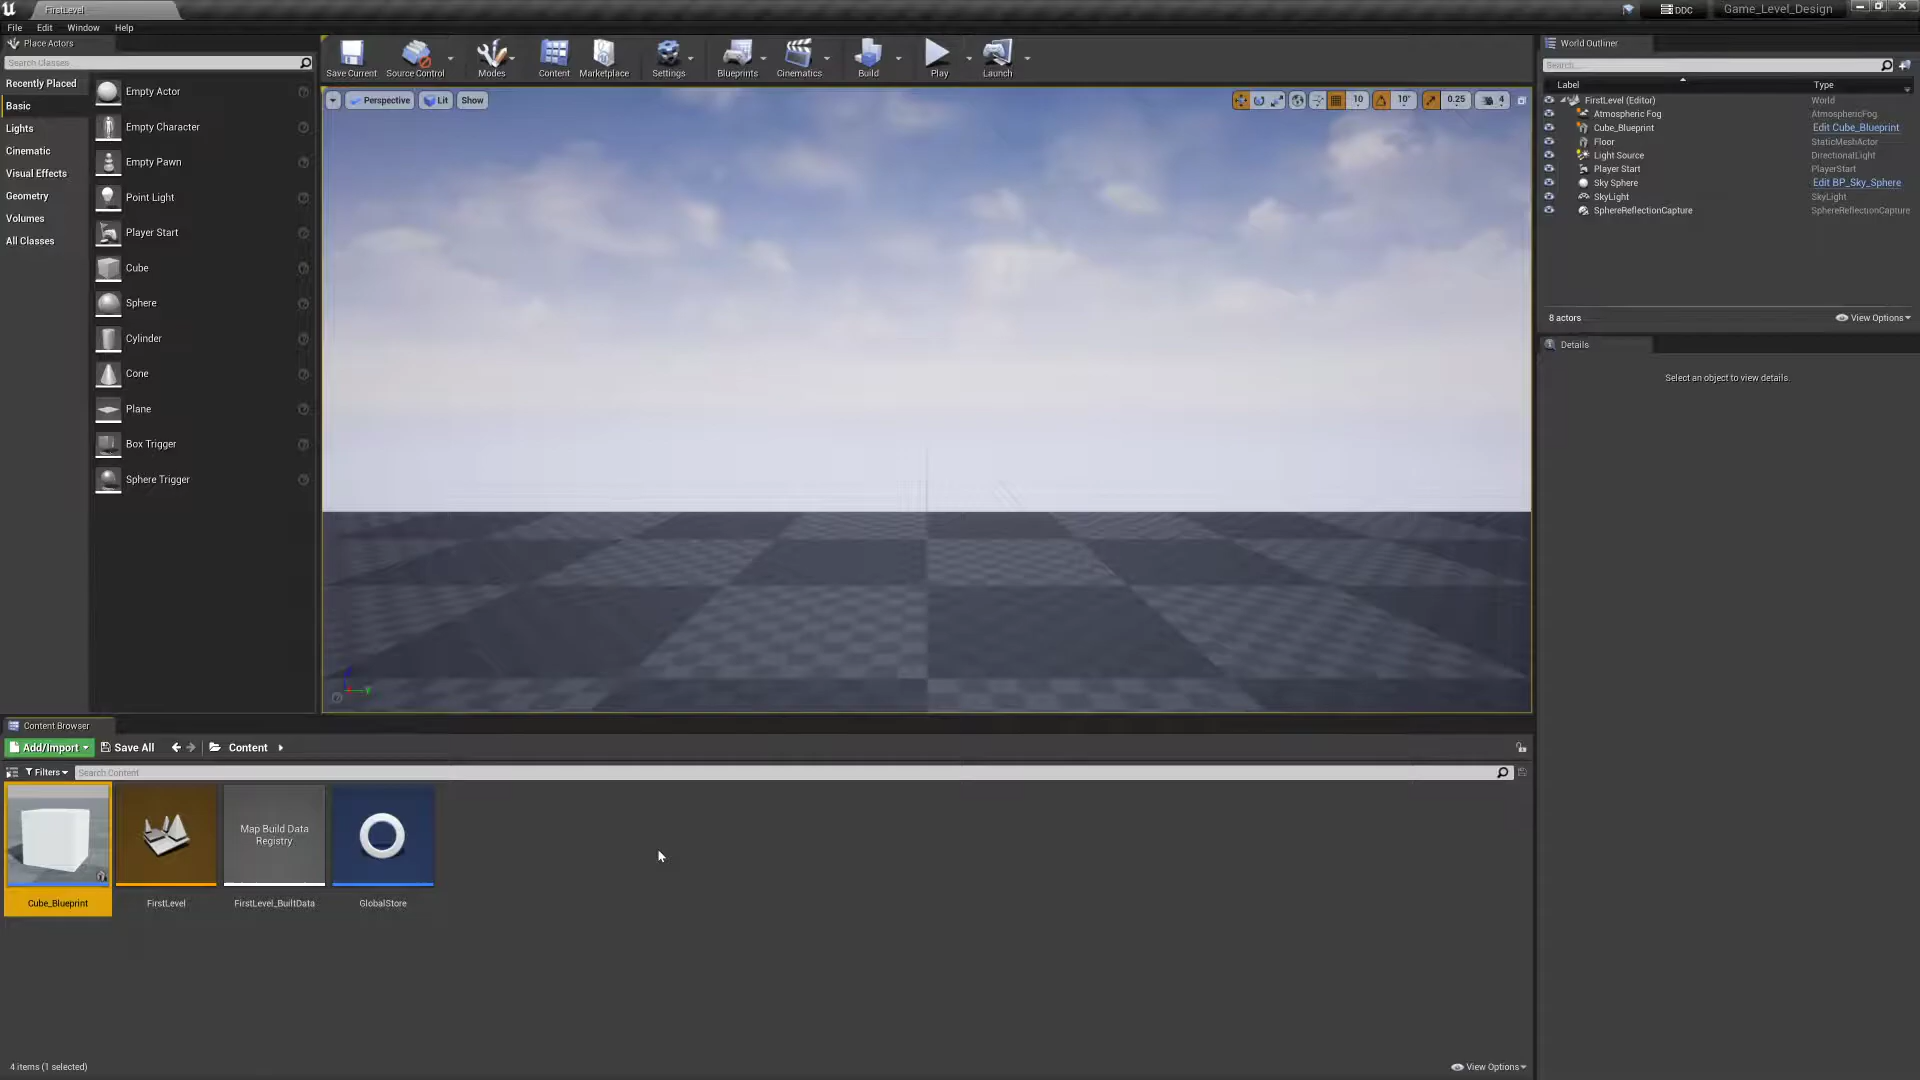 FirstLevel
DDC
Game_Level_Design
File Edit Window Help
Place Actors
Search Classes
Recently Placed
Basic
Lights
Cinematic
Visual Effects
Geometry
Volumes
All Classes
Empty Actor
Empty Character
Empty Pawn
Point Light
Player Start
Cube
Sphere
Cylinder
Cone
Plane
Box Trigger
Sphere Trigger
Save Current Source Control Modes Content Marketplace Settings Blueprints Cinematics Build Play Launch
Perspective Lit Show
10 10° 0.25 4
World Outliner
Search...
Label Type
FirstLevel (Editor) World
Atmospheric Fog AtmosphericFog
Cube_Blueprint Edit Cube_Blueprint
Floor StaticMeshActor
Light Source DirectionalLight
Player Start PlayerStart
Sky Sphere Edit BP_Sky_Sphere
SkyLight SkyLight
SphereReflectionCapture SphereReflectionCapture
8 actors View Options
Details
Select an object to view details.
Content Browser
Add/Import Save All Content
Filters Search Content
Map Build Data
Registry
Cube_Blueprint FirstLevel FirstLevel_BuiltData GlobalStore
4 items (1 selected) View Options